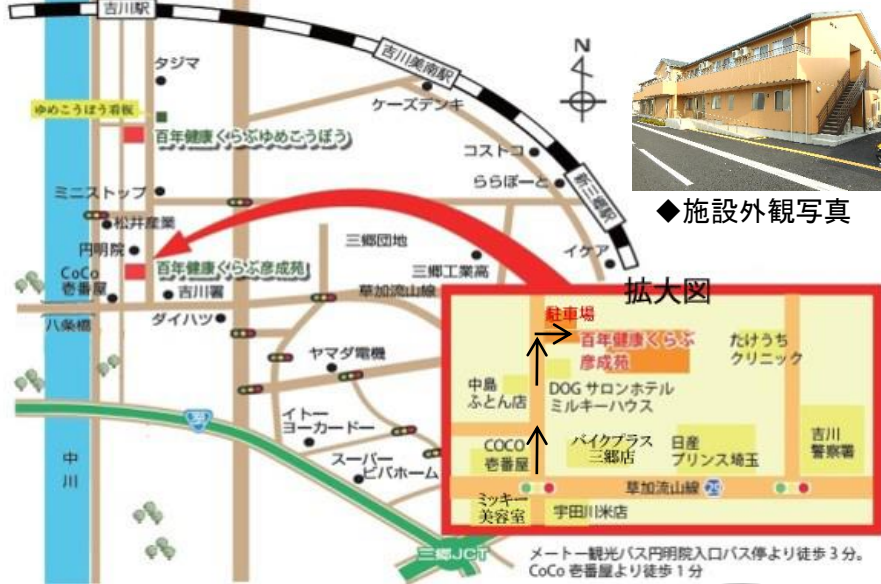 吉川駅
タジマ
吉川美南駅
ケーズデンキ
N
ゆめこうぼう看板
百年健康くらぶゆめこうぼう
コストコ
ららぽーと
新三郷駅
◆施設外観写真
ミニストップ
松井産業
円明院
三郷団地
三郷工業高
イケア
CoCo
壱番屋
百年健康くらぶ彦成苑
吉川署
草加流山線
八条橋
ダイハツ
ヤマダ電機
イトー
ヨーカードー
スーパー
ビバホーム
中川
三郷JCT
拡大図
駐車場
百年健康くらぶ
彦成苑
たけうち
クリニック
中島
ふとん店
DOG サロンホテル
ミルキーハウス
COCO
壱番屋
バイクプラス
三郷店
日産
プリンス埼玉
吉川
警察署
草加流山線 29
ミッキー
美容室
宇田川米店
メートー観光バス円明院入口バス停より徒歩3分。
CoCo 壱番屋より徒歩1分